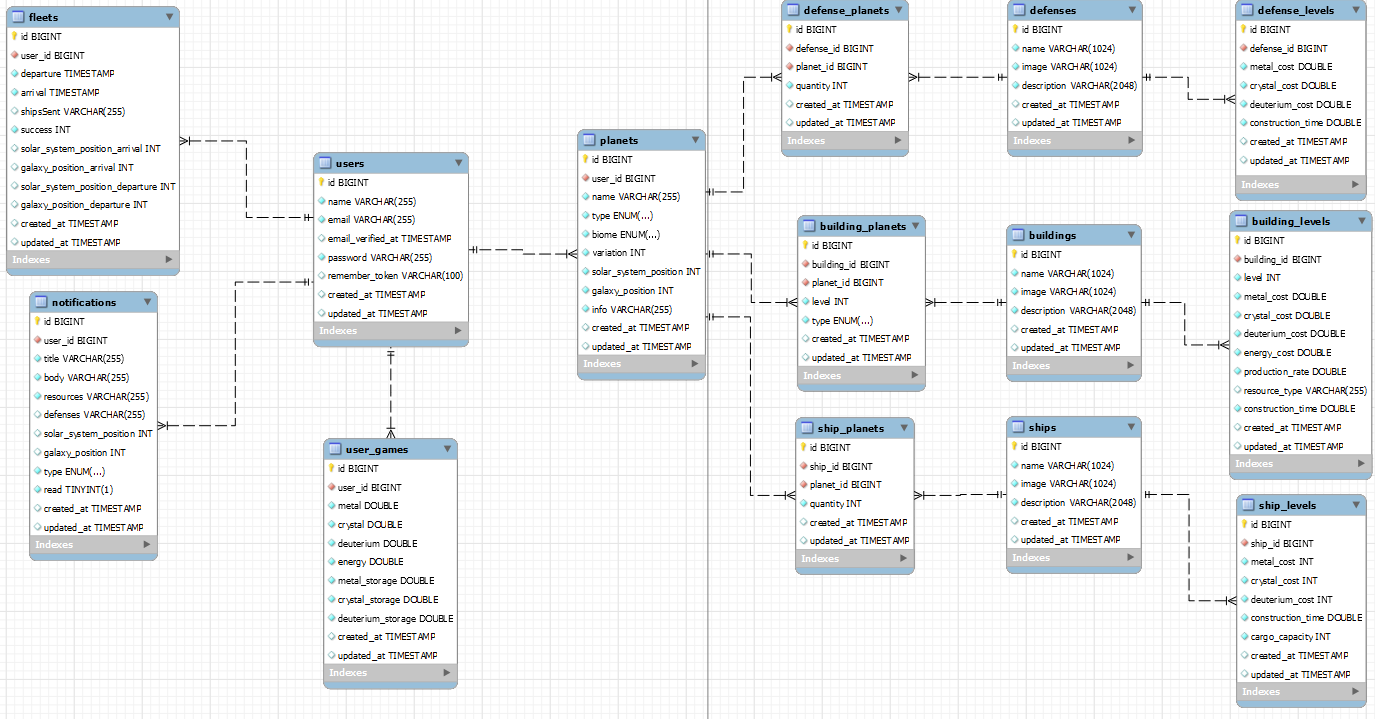 fleets
id BIGINT
user_id BIGINT
departure TIMESTAMP
arrival TIMESTAMP
shipsSent VARCHAR(255)
success INT
solar_system_position_arrival INT
galaxy_position_arrival INT
solar_system_position_departure INT
galaxy_position_departure INT
created_at TIMESTAMP
updated_at TIMESTAMP
Indexes
notifications
id BIGINT
user_id BIGINT
title VARCHAR(255)
body VARCHAR(255)
resources VARCHAR(255)
defenses VARCHAR(255)
solar_system_position INT
galaxy_position INT
type ENUM(...)
read TINYINT(1)
created_at TIMESTAMP
updated_at TIMESTAMP
Indexes
users
id BIGINT
name VARCHAR(255)
email VARCHAR(255)
email_verified_at TIMESTAMP
password VARCHAR(255)
remember_token VARCHAR(100)
created_at TIMESTAMP
updated_at TIMESTAMP
Indexes
user_games
id BIGINT
user_id BIGINT
metal DOUBLE
crystal DOUBLE
deuterium DOUBLE
energy DOUBLE
metal_storage DOUBLE
crystal_storage DOUBLE
deuterium_storage DOUBLE
created_at TIMESTAMP
updated_at TIMESTAMP
Indexes
planets
id BIGINT
user_id BIGINT
name VARCHAR(255)
type ENUM(...)
biome ENUM(...)
variation INT
solar_system_position INT
galaxy_position INT
info VARCHAR(255)
created_at TIMESTAMP
updated_at TIMESTAMP
Indexes
defense_planets
id BIGINT
defense_id BIGINT
planet_id BIGINT
quantity INT
created_at TIMESTAMP
updated_at TIMESTAMP
Indexes
building_planets
id BIGINT
building_id BIGINT
planet_id BIGINT
level INT
type ENUM(...)
created_at TIMESTAMP
updated_at TIMESTAMP
Indexes
ship_planets
id BIGINT
ship_id BIGINT
planet_id BIGINT
quantity INT
created_at TIMESTAMP
updated_at TIMESTAMP
Indexes
defenses
id BIGINT
name VARCHAR(1024)
image VARCHAR(1024)
description VARCHAR(2048)
created_at TIMESTAMP
updated_at TIMESTAMP
Indexes
buildings
id BIGINT
name VARCHAR(1024)
image VARCHAR(1024)
description VARCHAR(2048)
created_at TIMESTAMP
updated_at TIMESTAMP
Indexes
ships
id BIGINT
name VARCHAR(1024)
image VARCHAR(1024)
description VARCHAR(2048)
created_at TIMESTAMP
updated_at TIMESTAMP
Indexes
defense_levels
id BIGINT
defense_id BIGINT
metal_cost DOUBLE
crystal_cost DOUBLE
deuterium_cost DOUBLE
construction_time DOUBLE
created_at TIMESTAMP
updated_at TIMESTAMP
Indexes
building_levels
id BIGINT
building_id BIGINT
level INT
metal_cost DOUBLE
crystal_cost DOUBLE
deuterium_cost DOUBLE
energy_cost DOUBLE
production_rate DOUBLE
resource_type VARCHAR(255)
construction_time DOUBLE
created_at TIMESTAMP
updated_at TIMESTAMP
Indexes
ship_levels
id BIGINT
ship_id BIGINT
metal_cost INT
crystal_cost INT
deuterium_cost INT
construction_time DOUBLE
cargo_capacity INT
created_at TIMESTAMP
updated_at TIMESTAMP
Indexes